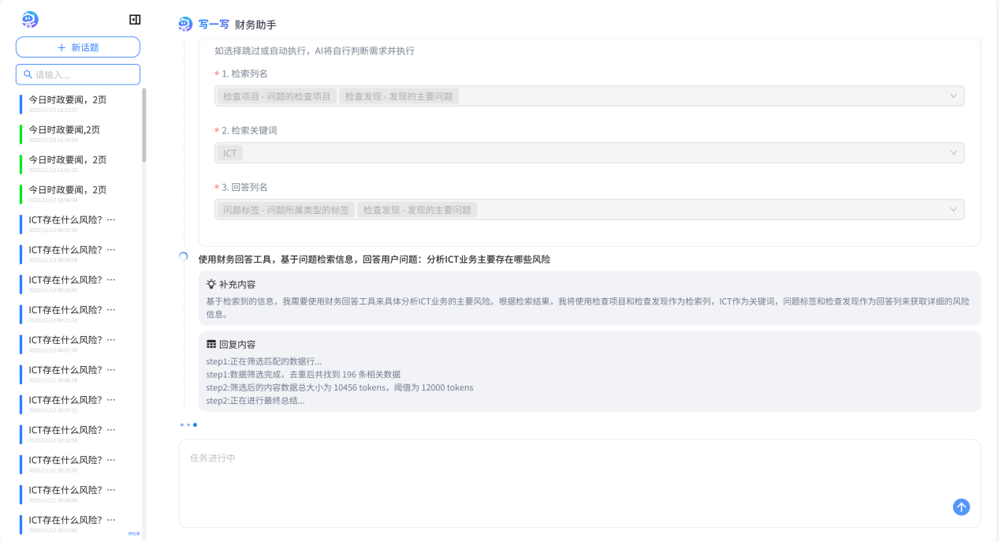 新话题
请输入...
今日时政要闻，2页
2025/11/13 11:13:57
今日时政要闻,2页
2025/11/13 11:10:03
今日时政要闻，2页
2025/11/13 11:01:22
今日时政要闻，2页
2025/11/13 10:56:14
ICT存在什么风险？ ···
2025/11/13 09:31:56
ICT存在什么风险？ ···
2025/11/13 09:29:18
ICT存在什么风险？ ···
2025/11/13 09:26:41
ICT存在什么风险？ ···
2025/11/13 09:21:20
ICT存在什么风险？ ···
2025/11/13 09:01:38
ICT存在什么风险？ ···
2025/11/12 20:46:18
ICT存在什么风险？ ···
2025/11/12 20:37:21
ICT存在什么风险？ ···
2025/11/12 20:32:56
ICT存在什么风险？ ···
2025/11/12 20:29:56
ICT存在什么风险？ ···
2025/11/12 20:26:06
ICT存在什么风险？ ···
2025/11/12 20:17:42
写一写 财务助手
如选择跳过或自动执行，AI将自行判断需求并执行
* 1. 检索列名
检查项目 - 问题的检查项目 检查发现 - 发现的主要问题
* 2. 检索关键词
ICT
* 3. 回答列名
问题标签 - 问题所属类型的标签 检查发现 - 发现的主要问题
使用财务回答工具，基于问题检索信息，回答用户问题：分析ICT业务主要存在哪些风险
补充内容
基于检索到的信息，我需要使用财务回答工具来具体分析ICT业务的主要风险。根据检索结果，我将使用检查项目和检查发现作为检索列，ICT作为关键词，问题标签和检查发现作为回答列来获取详细的风险
信息。
回复内容
step1:正在筛选匹配的数据行...
step1:数据筛选完成，去重后共找到 196 条相关数据
step2:筛选后的内容数据总大小为 10456 tokens，阈值为 12000 tokens
step2:正在进行最终总结...
任务进行中